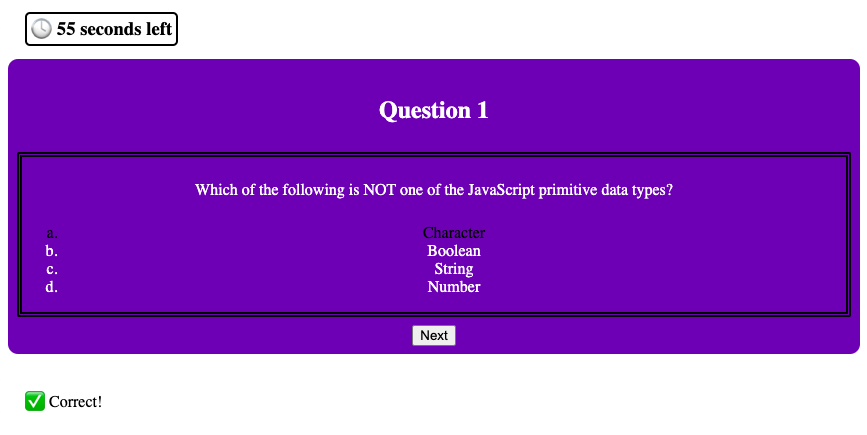 🕓 55 seconds left
Question 1
Which of the following is NOT one of the JavaScript primitive data types?
a. Character
b. Boolean
c. String
d. Number
Next
✅ Correct!